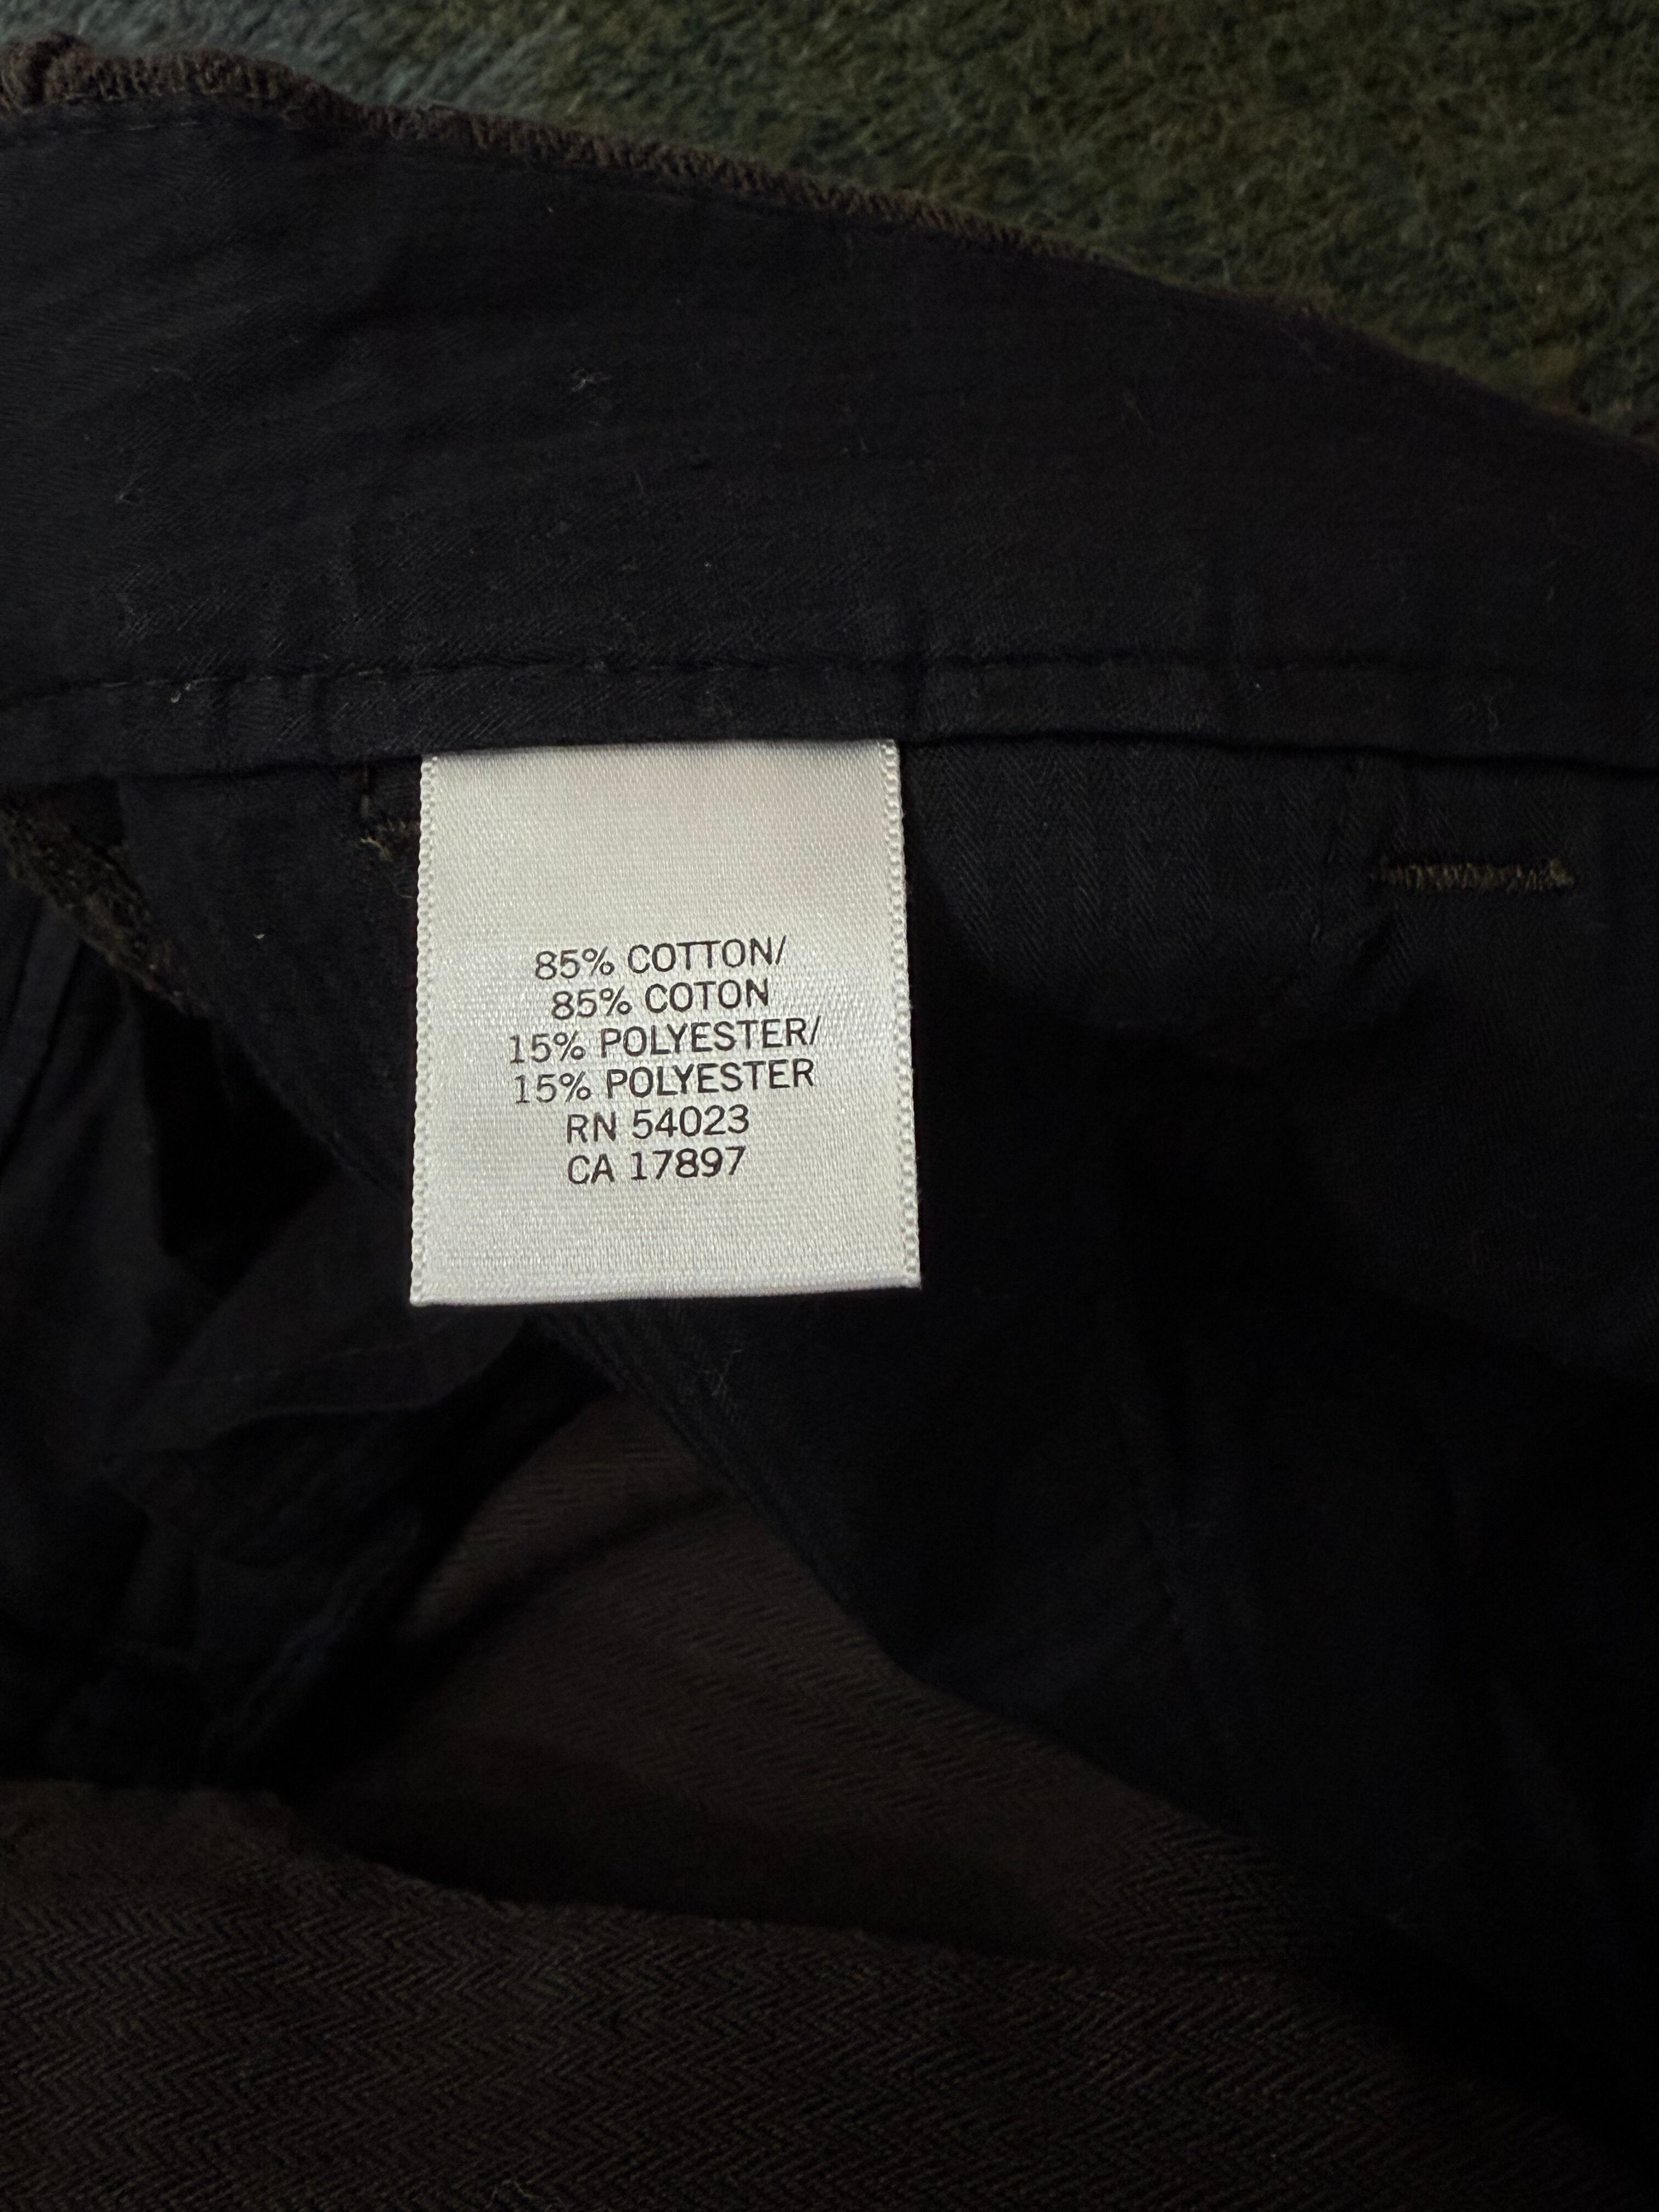 85% COTTON/
85% COTON
15% POLYESTER/
15% POLYESTER
RN 54023
CA 17897